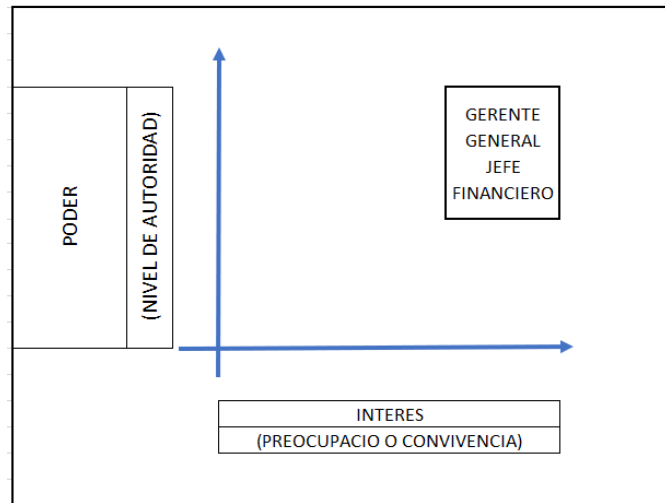 PODER
(NIVEL DE AUTORIDAD)
GERENTE
GENERAL
JEFE
FINANCIERO
INTERES
(PREOCUPACIO O CONVIVENCIA)